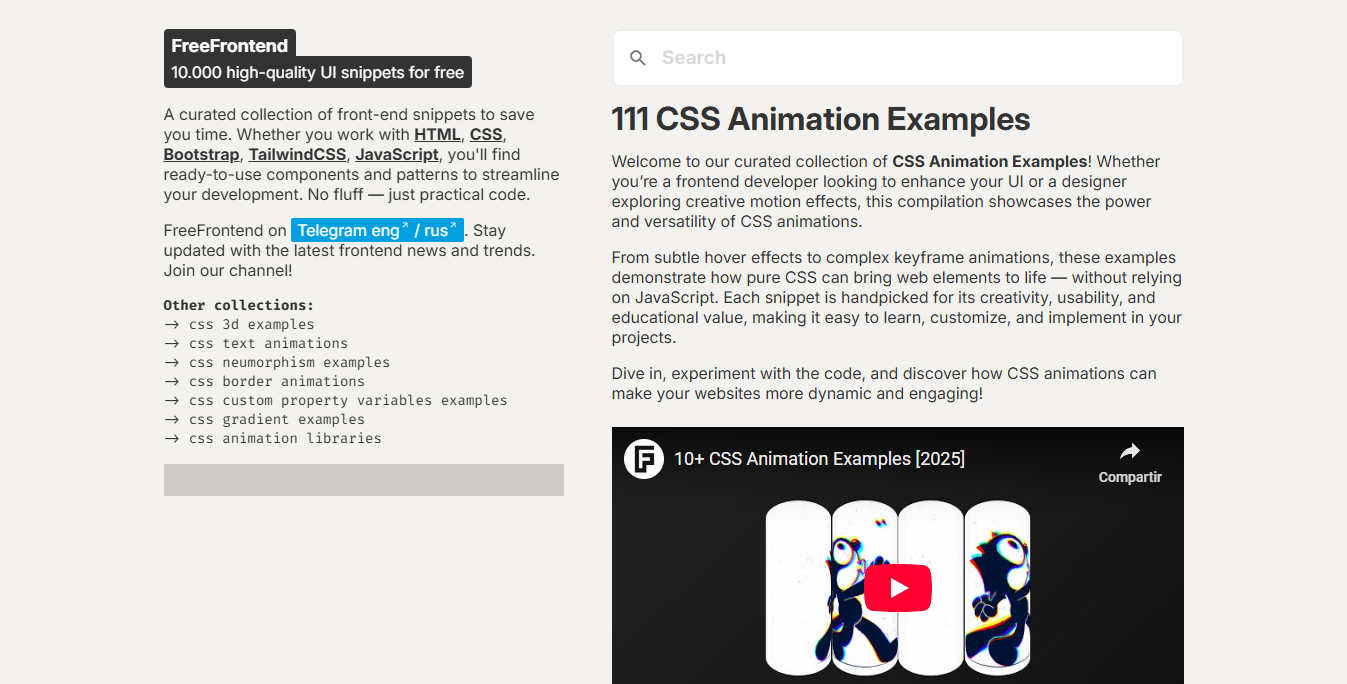 FreeFrontend
10.000 high-quality UI snippets for free
A curated collection of front-end snippets to save
you time. Whether you work with HTML, CSS,
Bootstrap, TailwindCSS, JavaScript, you'll find
ready-to-use components and patterns to streamline
your development. No fluff — just practical code.
FreeFrontend on Telegram eng↗ / rus↗. Stay
updated with the latest frontend news and trends.
Join our channel!
Other collections:
→ css 3d examples
→ css text animations
→ css neumorphism examples
→ css border animations
→ css custom property variables examples
→ css gradient examples
→ css animation libraries
Search
111 CSS Animation Examples
Welcome to our curated collection of CSS Animation Examples! Whether
you’re a frontend developer looking to enhance your UI or a designer
exploring creative motion effects, this compilation showcases the power
and versatility of CSS animations.
From subtle hover effects to complex keyframe animations, these examples
demonstrate how pure CSS can bring web elements to life — without relying
on JavaScript. Each snippet is handpicked for its creativity, usability, and
educational value, making it easy to learn, customize, and implement in your
projects.
Dive in, experiment with the code, and discover how CSS animations can
make your websites more dynamic and engaging!
10+ CSS Animation Examples [2025]
Compartir